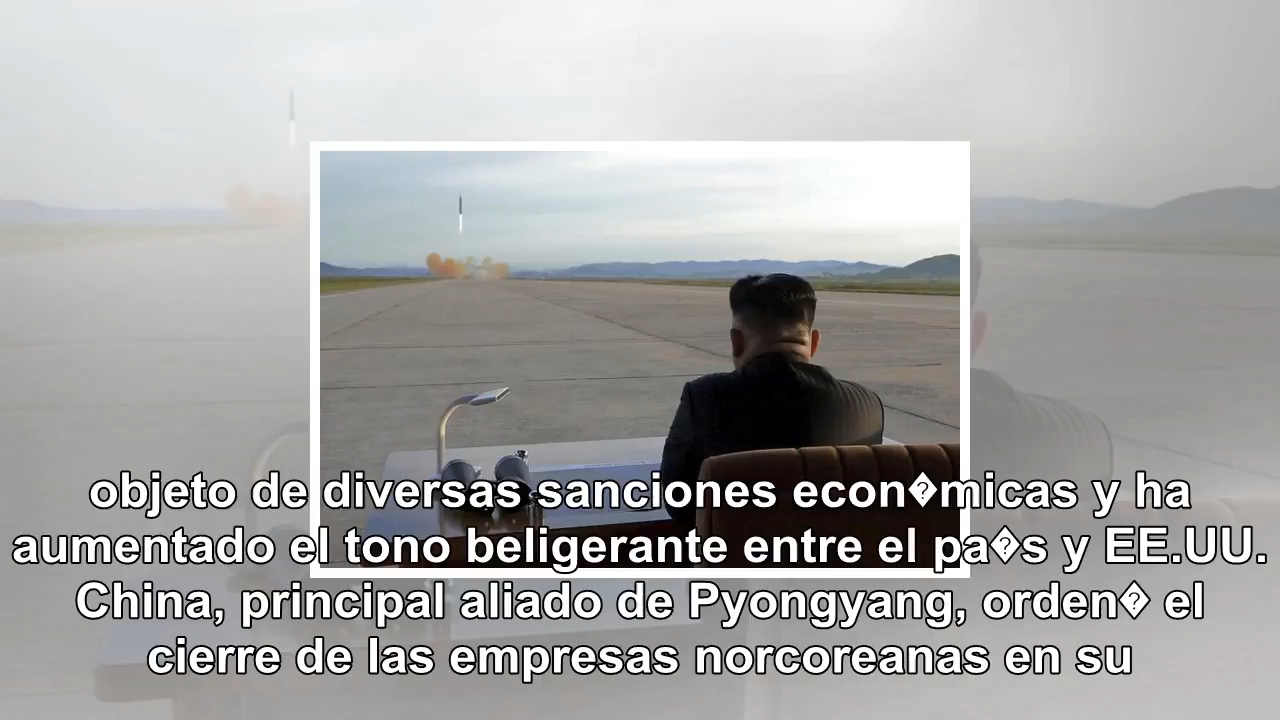 objeto de diversas sanciones econ�micas y ha
aumentado el tono beligerante entre el pa�s y EE.UU.
China, principal aliado de Pyongyang, orden� el
cierre de las empresas norcoreanas en su